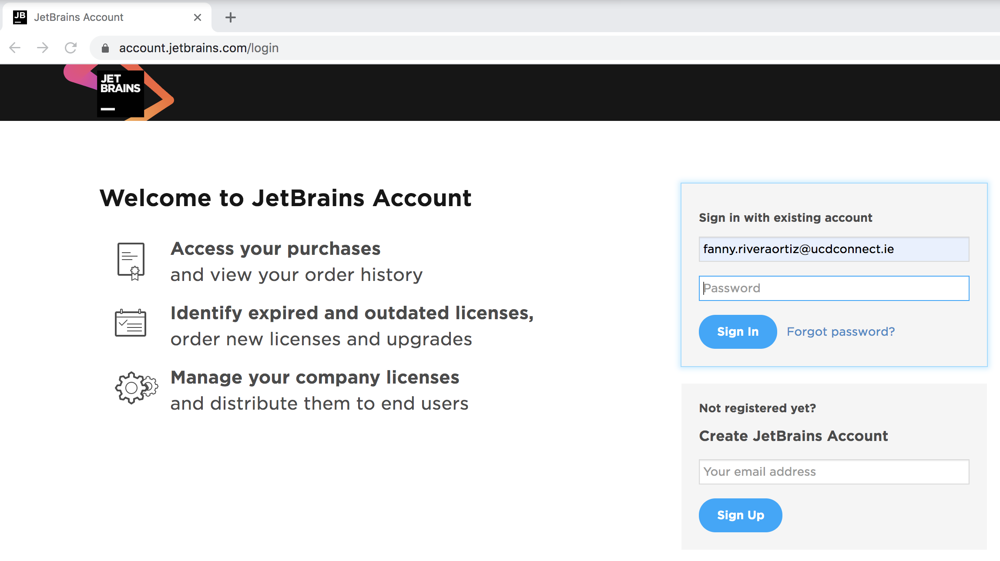 JB JetBrains Account
account.jetbrains.com/login
JET
BRAINS
Welcome to JetBrains Account
Access your purchases
and view your order history
Identify expired and outdated licenses,
order new licenses and upgrades
Manage your company licenses
and distribute them to end users
Sign in with existing account
fanny.riveraortiz@ucdconnect.ie
Password
Sign In Forgot password?
Not registered yet?
Create JetBrains Account
Your email address
Sign Up